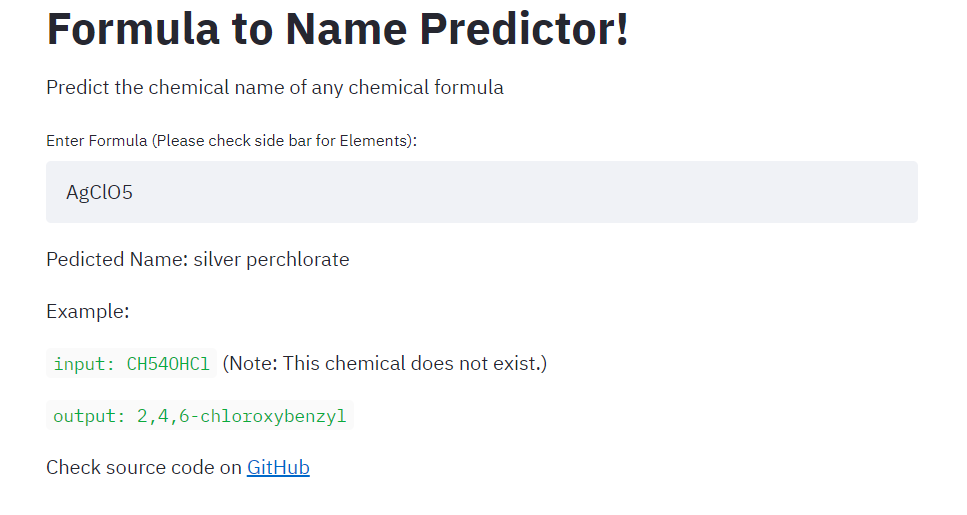 Formula to Name Predictor!
Predict the chemical name of any chemical formula
Enter Formula (Please check side bar for Elements):
AgClO5
Pedicted Name: silver perchlorate
Example:
input: CH54OHCl (Note: This chemical does not exist.)
output: 2,4,6-chloroxybenzyl
Check source code on GitHub